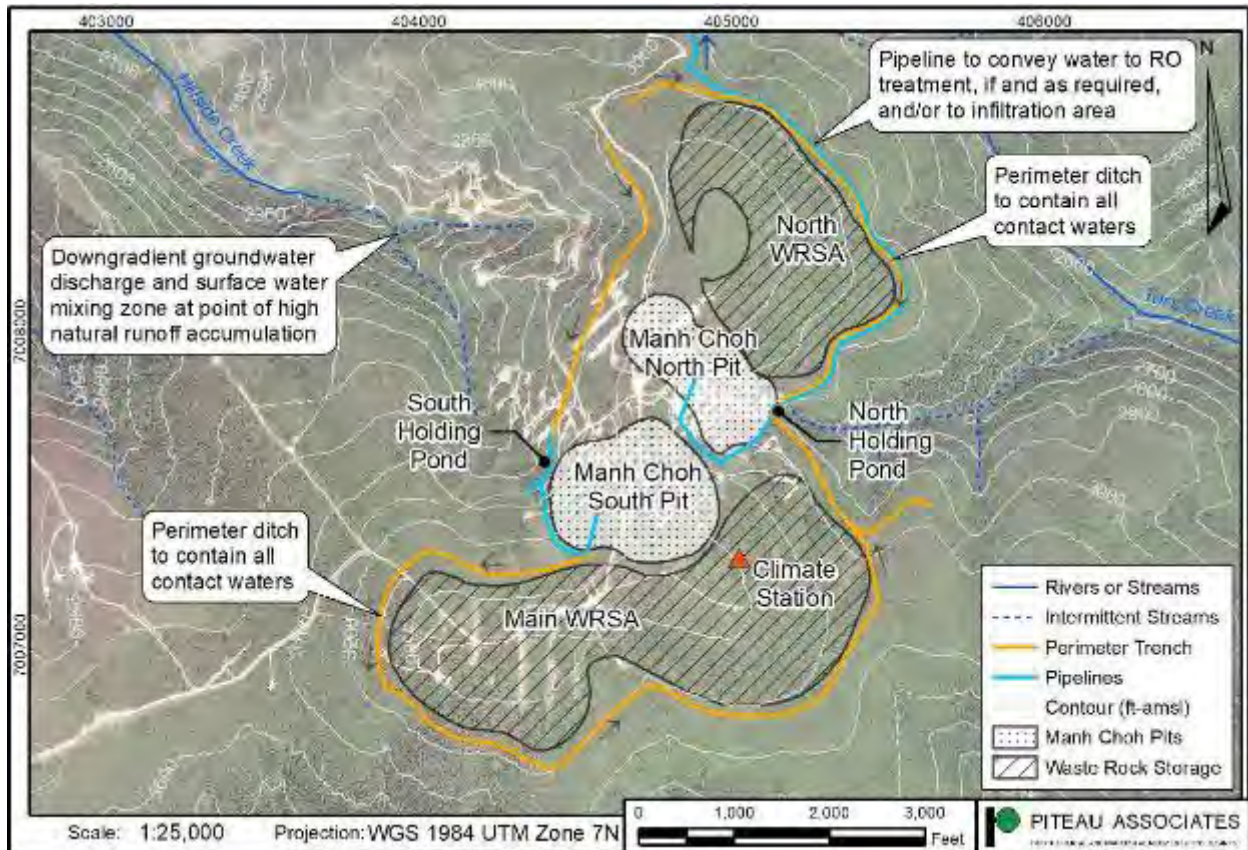 403000
404000
405000
406000
N
Pipeline to convey water to RO
treatment, if and as required,
and/or to infiltration area
Hillside Creek
3300
Perimeter ditch
to contain all
contact waters
North
WRSA
Downgradient groundwater
discharge and surface water
mixing zone at point of high
natural runoff accumulation
7008000
Manh Choh
North Pit
South
Holding
Pond
North
Holding
Pond
Manh Choh
South Pit
Perimeter ditch
to contain all
contact waters
Climate
Station
Main WRSA
7007000
Rivers or Streams
Intermittent Streams
Perimeter Trench
Pipelines
Contour (ft-amsl)
Manh Choh Pits
Waste Rock Storage
Scale: 1:25,000
Projection: WGS 1984 UTM Zone 7N
0 1,000 2,000 3,000
Feet
PITEAU ASSOCIATES